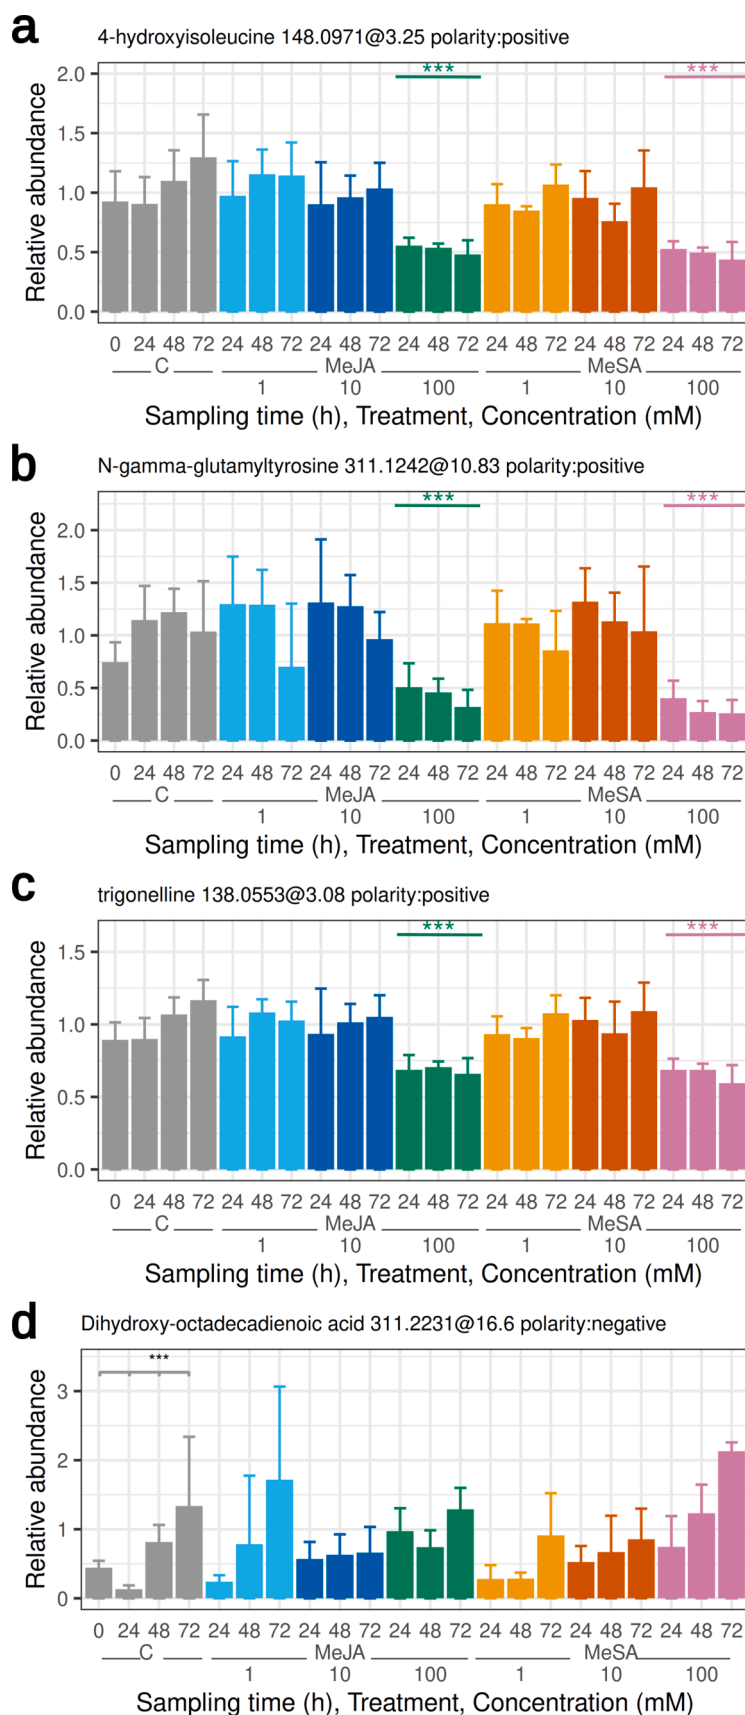 a
4-hydroxyisoleucine 148.0971@3.25 polarity:positive
Relative abundance
2.0
1.5
1.0
0.5
0.0
*** ***
0 24 48 72 24 48 72 24 48 72 24 48 72 24 48 72 24 48 72 24 48 72
C MeJA MeSA
1 10 100 1 10 100
Sampling time (h), Treatment, Concentration (mM)
b
N-gamma-glutamyltyrosine 311.1242@10.83 polarity:positive
Relative abundance
2.0
1.5
1.0
0.5
0.0
*** ***
0 24 48 72 24 48 72 24 48 72 24 48 72 24 48 72 24 48 72 24 48 72
C MeJA MeSA
1 10 100 1 10 100
Sampling time (h), Treatment, Concentration (mM)
c
trigonelline 138.0553@3.08 polarity:positive
Relative abundance
1.5
1.0
0.5
0.0
*** ***
0 24 48 72 24 48 72 24 48 72 24 48 72 24 48 72 24 48 72 24 48 72
C MeJA MeSA
1 10 100 1 10 100
Sampling time (h), Treatment, Concentration (mM)
d
Dihydroxy-octadecadienoic acid 311.2231@16.6 polarity:negative
Relative abundance
3
2
1
0
***
0 24 48 72 24 48 72 24 48 72 24 48 72 24 48 72 24 48 72 24 48 72
C MeJA MeSA
1 10 100 1 10 100
Sampling time (h), Treatment, Concentration (mM)